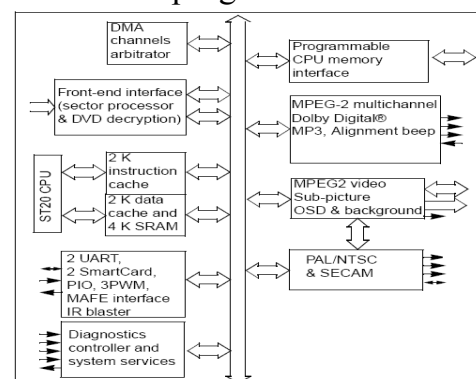 DMA
channels
arbitrator
Front-end interface
(sector processor
& DVD decryption)
ST20 CPU
2 K
instruction
cache
2 K data
cache and
4 K SRAM
2 UART,
2 SmartCard,
PIO, 3PWM,
MAFE interface
IR blaster
Diagnostics
controller and
system services
Programmable
CPU memory
interface
MPEG-2 multichannel
Dolby Digital®
MP3, Alignment beep
MPEG2 video
Sub-picture
OSD & background
PAL/NTSC
& SECAM